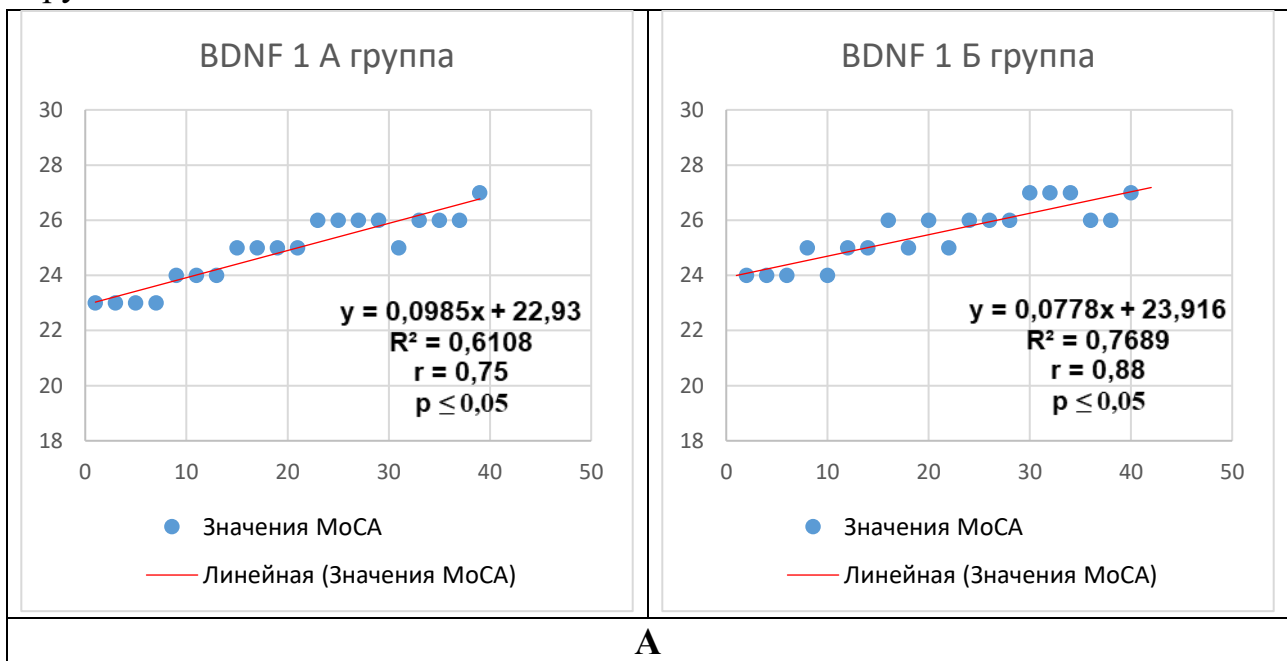 BDNF 1 А группа
30
28
26
24
22
20
18
0 10 20 30 40 50
y = 0,0985x + 22,93
R² = 0,6108
r = 0,75
p ≤ 0,05
Значения МоСА
Линейная (Значения МоСА)
BDNF 1 Б группа
30
28
26
24
22
20
18
0 10 20 30 40 50
y = 0,0778x + 23,916
R² = 0,7689
r = 0,88
p ≤ 0,05
Значения МоСА
Линейная (Значения МоСА)
А